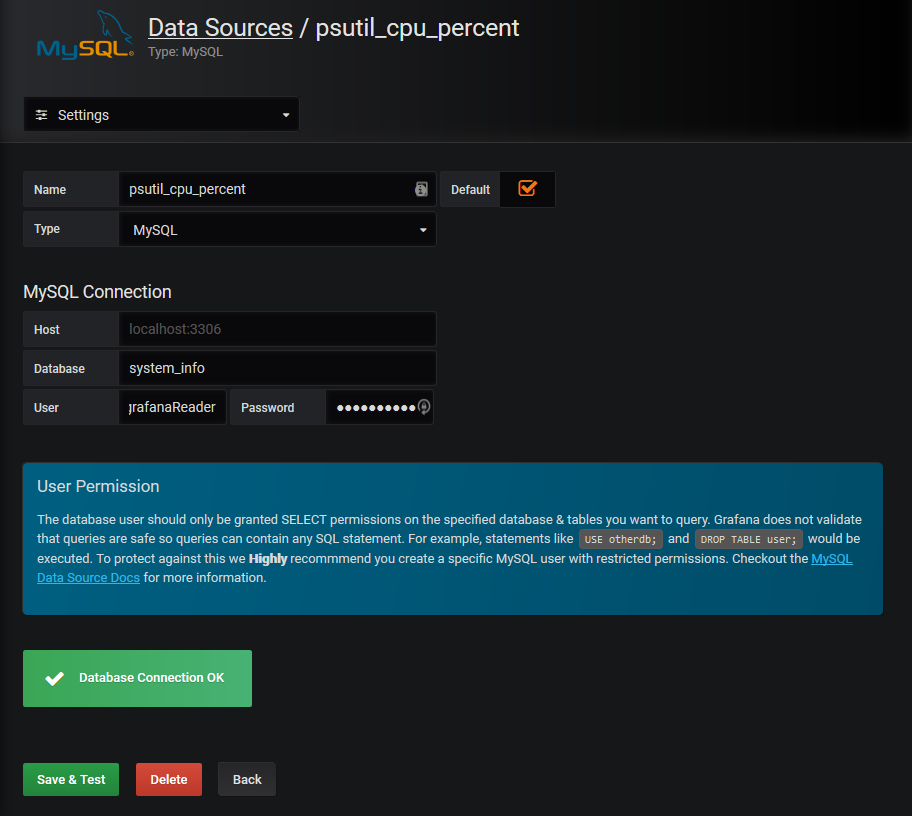 MySQL®
Data Sources / psutil_cpu_percent
Type: MySQL
Settings
Name psutil_cpu_percent Default
Type MySQL
MySQL Connection
Host localhost:3306
Database system_info
User grafanaReader Password ●●●●●●●●●●
User Permission
The database user should only be granted SELECT permissions on the specified database & tables you want to query. Grafana does not validate
that queries are safe so queries can contain any SQL statement. For example, statements like USE otherdb; and DROP TABLE user; would be
executed. To protect against this we Highly recommmend you create a specific MySQL user with restricted permissions. Checkout the MySQL
Data Source Docs for more information.
Database Connection OK
Save & Test Delete Back